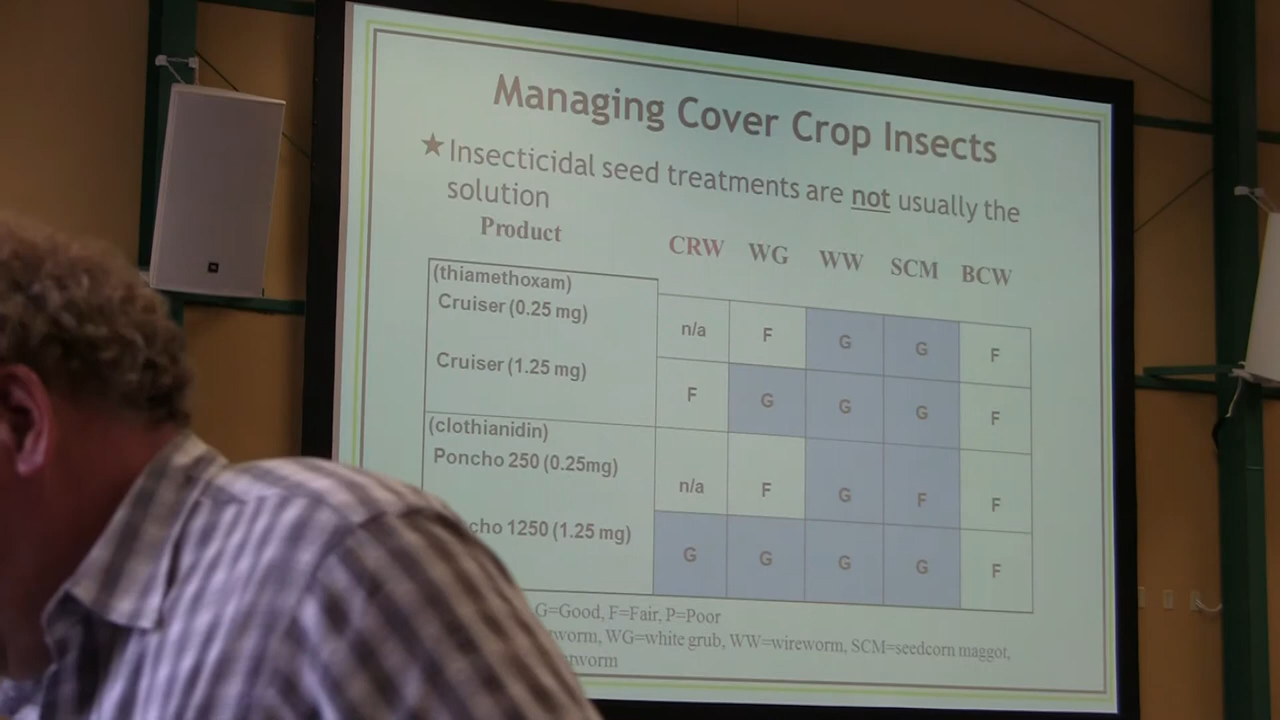 Managing Cover Crop Insects
★ Insecticidal seed treatments are not usually the
solution
Product CRW WG WW SCM BCW
(thiamethoxam)
Cruiser (0.25 mg) n/a F G G F
Cruiser (1.25 mg) F G G G F
(clothianidin)
Poncho 250 (0.25mg) n/a F G F F
cho 1250 (1.25 mg) G G G G F
G=Good, F=Fair, P=Poor
worm, WG=white grub, WW=wireworm, SCM=seedcorn maggot,